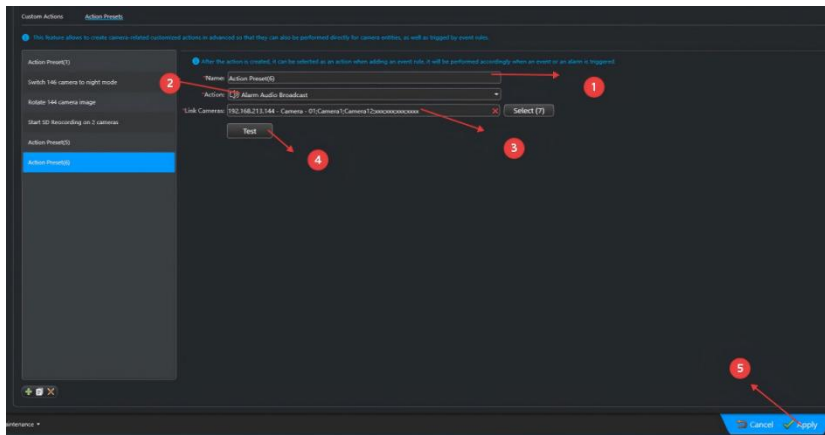 Custom Actions Action Presets
This feature allows to create camera-related customized actions in advanced so that they can also be performed directly for camera entities, as well as trigged by event rules.
Action Preset(1)
Switch 146 camera to night mode
Rotate 144 camera image
Start SD Recording on 2 cameras
Action Preset(5)
Action Preset(6)
After the action is created, it can be selected as an action when adding an event rule. It will be performed accordingly when an event or an alarm is triggered.
*Name: Action Preset(6)
*Action: Alarm Audio Broadcast
*Link Cameras: 192.168.213.144 - Camera - 01;Camera1;Camera12;xxx;xxx;xxx;xxxx
Select (7)
Test
1
2
3
4
5
aintenance
Cancel Apply